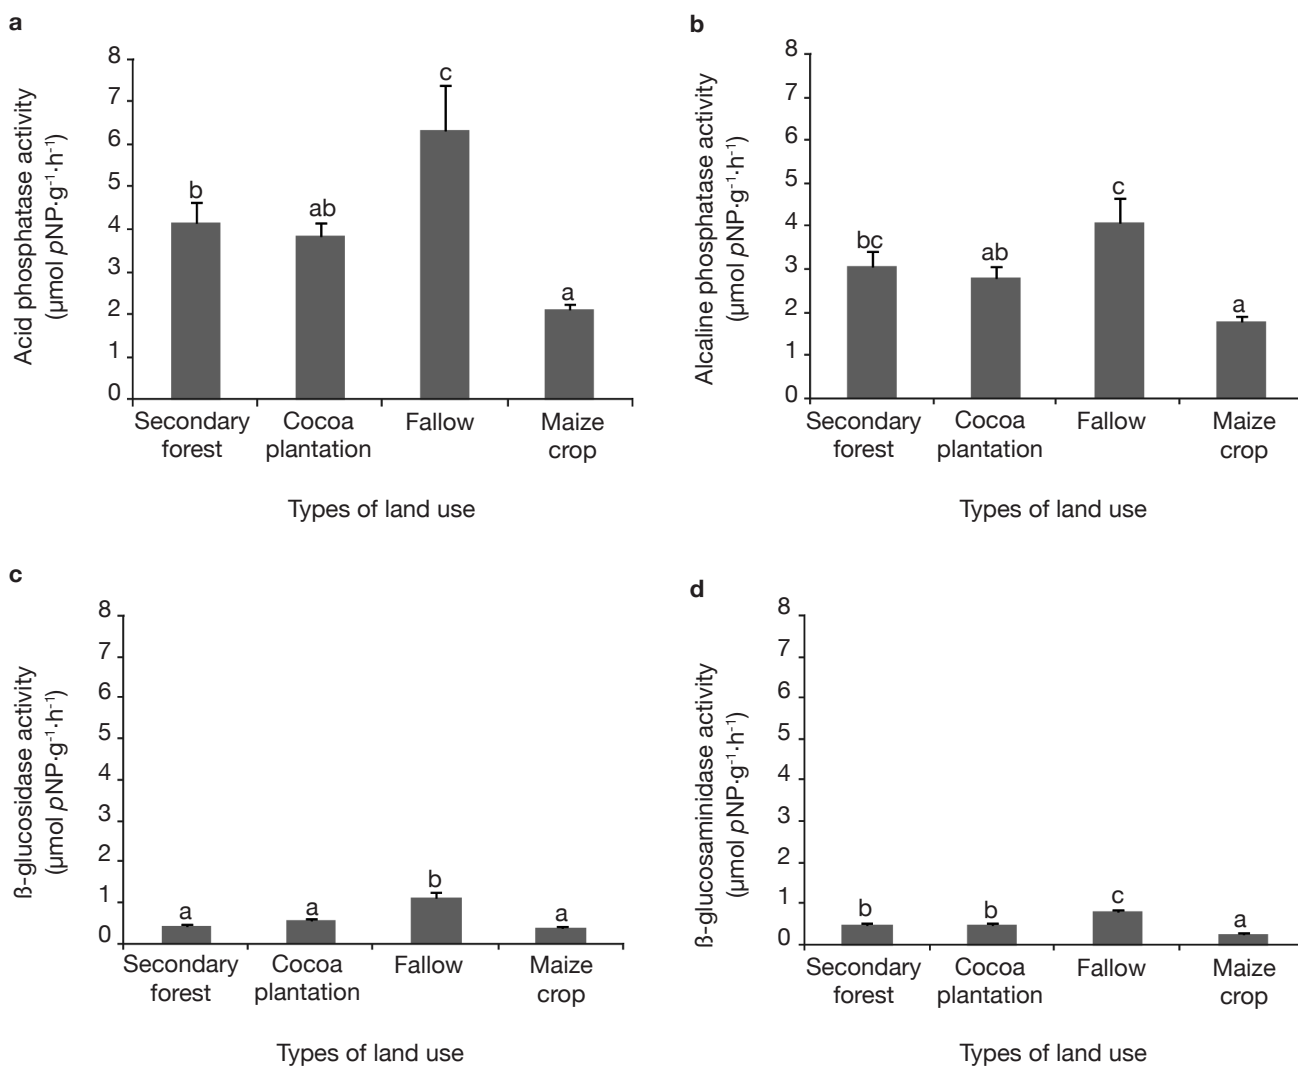 a
Acid phosphatase activity
(µmol pNP·g⁻¹·h⁻¹)
8
7
6
5
4
3
2
1
0
b
ab
c
a
Secondary forest
Cocoa plantation
Fallow
Maize crop
Types of land use
b
Alcaline phosphatase activity
(µmol pNP·g⁻¹·h⁻¹)
8
7
6
5
4
3
2
1
0
bc
ab
c
a
Secondary forest
Cocoa plantation
Fallow
Maize crop
Types of land use
c
ß-glucosidase activity
(µmol pNP·g⁻¹·h⁻¹)
8
7
6
5
4
3
2
1
0
a
a
b
a
Secondary forest
Cocoa plantation
Fallow
Maize crop
Types of land use
d
ß-glucosaminidase activity
(µmol pNP·g⁻¹·h⁻¹)
8
7
6
5
4
3
2
1
0
b
b
c
a
Secondary forest
Cocoa plantation
Fallow
Maize crop
Types of land use